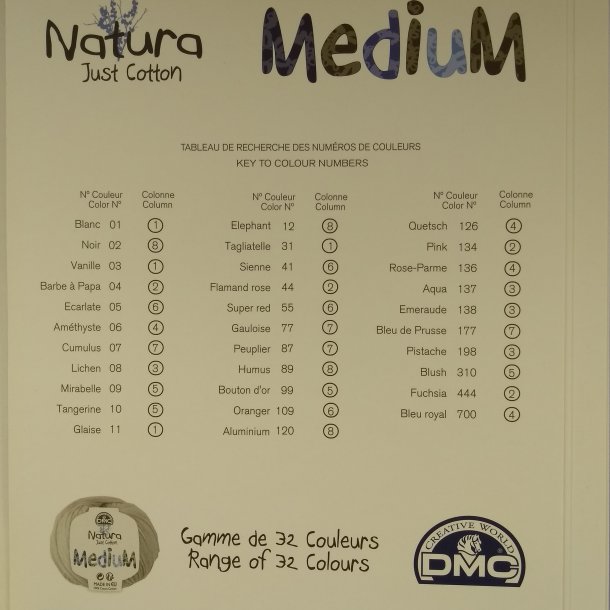 Natura
Just Cotton
Medium
TABLEAU DE RECHERCHE DES NUMÉROS DE COULEURS
KEY TO COLOUR NUMBERS
N° Couleur Colonne
Color N° Column
Blanc 01 1
Noir 02 8
Vanille 03 1
Barbe à Papa 04 2
Ecarlate 05 6
Améthyste 06 4
Cumulus 07 7
Lichen 08 3
Mirabelle 09 5
Tangerine 10 5
Glaise 11 1
N° Couleur Colonne
Color N° Column
Elephant 12 8
Tagliatelle 31 1
Sienne 41 6
Flamand rose 44 2
Super red 55 6
Gauloise 77 7
Peuplier 87 7
Humus 89 8
Bouton d'or 99 5
Oranger 109 6
Aluminium 120 8
N° Couleur Colonne
Color N° Column
Quetsch 126 4
Pink 134 2
Rose-Parme 136 4
Aqua 137 3
Emeraude 138 3
Bleu de Prusse 177 7
Pistache 198 3
Blush 310 5
Fuchsia 444 2
Bleu royal 700 4
DMC
Natura
Just Cotton
Medium
MADE IN EU
Gamme de 32 Couleurs
Range of 32 Colours
CREATIVE WORLD
DMC